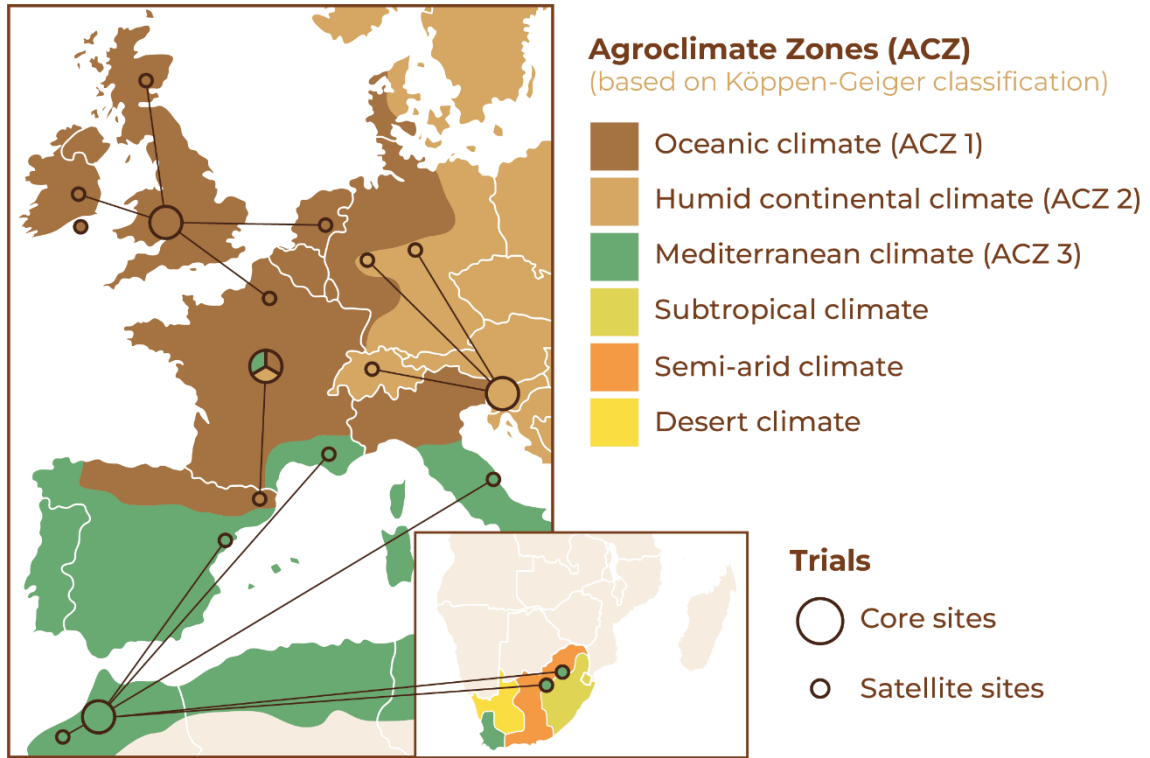 Agroclimate Zones (ACZ)
(based on Köppen-Geiger classification)
Oceanic climate (ACZ 1)
Humid continental climate (ACZ 2)
Mediterranean climate (ACZ 3)
Subtropical climate
Semi-arid climate
Desert climate
Trials
Core sites
Satellite sites